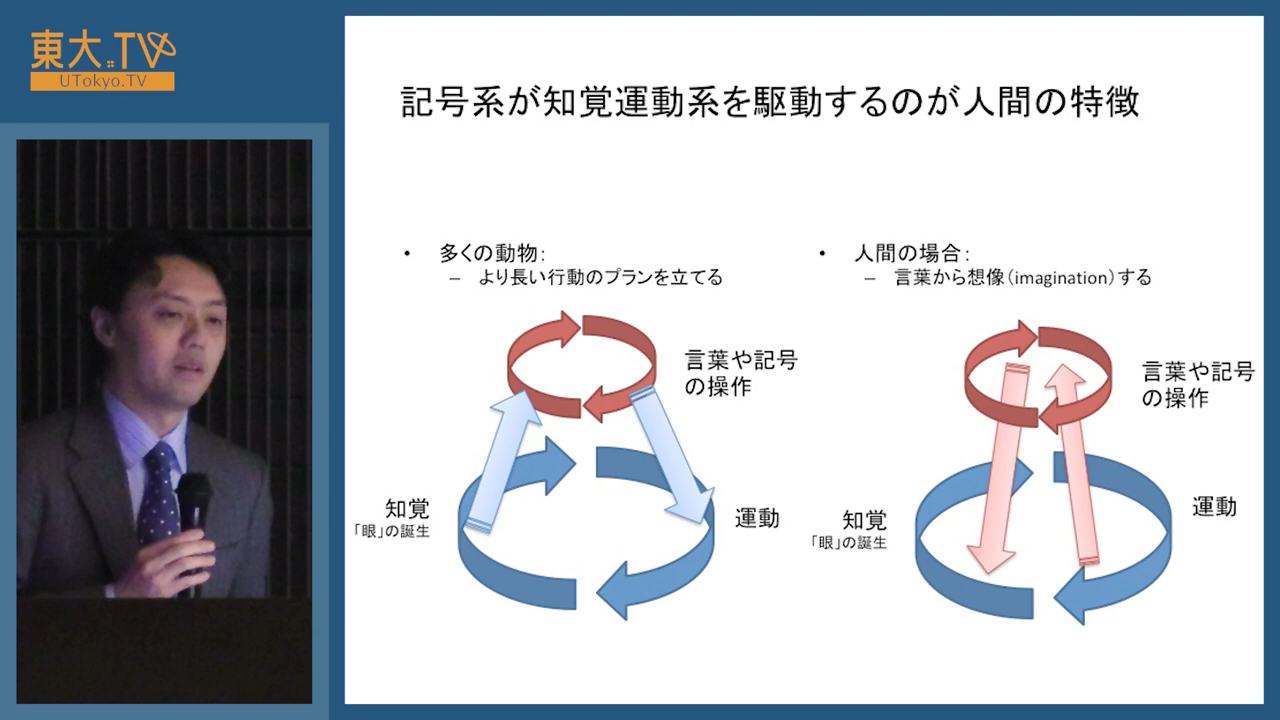 東大.TV
UTokyo.TV
記号系が知覚運動系を駆動するのが人間の特徴
• 多くの動物:
– より長い行動のプランを立てる
言葉や記号
の操作
知覚
「眼」の誕生
運動
• 人間の場合:
– 言葉から想像(imagination)する
言葉や記号
の操作
知覚
「眼」の誕生
運動